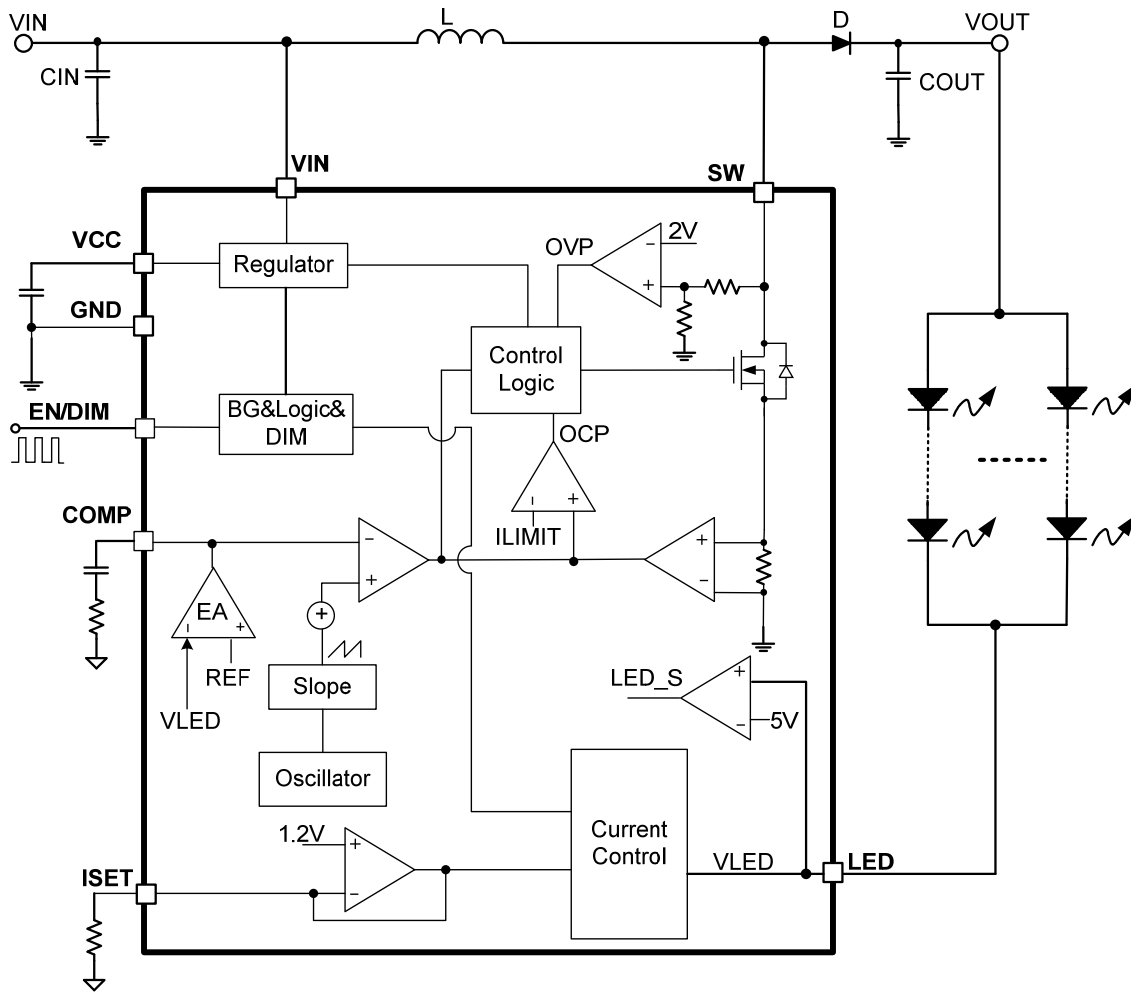 VIN
L
D
VOUT
CIN
COUT
VIN
SW
VCC
Regulator
OVP
-
2V
+
GND
Control
Logic
EN/DIM
BG&Logic&
DIM
OCP
-
+
ILIMIT
COMP
-
+
+
-
EA
-
+
REF
VLED
+
Slope
LED_S
+
-
5V
Oscillator
1.2V
+
-
Current
Control
VLED
LED
ISET